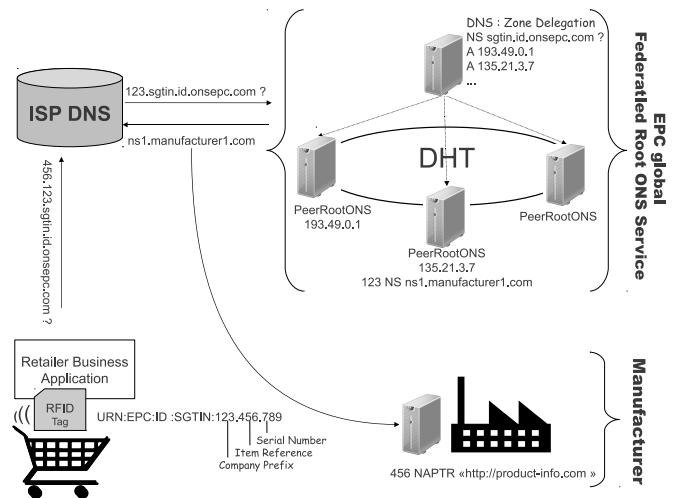 DNS : Zone Delegation
NS sgtin.id.onsepc.com ?
A 193.49.0.1
A 135.21.3.7
...
ISP DNS
123.sgtin.id.onsepc.com ?
ns1.manufacturer1.com
456.123.sgtin.id.onsepc.com ?
DHT
PeerRootONS
193.49.0.1
PeerRootONS
135.21.3.7
123 NS ns1.manufacturer1.com
PeerRootONS
EPC global
Federatled Root ONS Service
Retailer Business
Application
RFID
Tag
URN:EPC:ID :SGTIN:123.456.789
Serial Number
Item Reference
Company Prefix
456 NAPTR «http://product-info.com »
Manufacturer